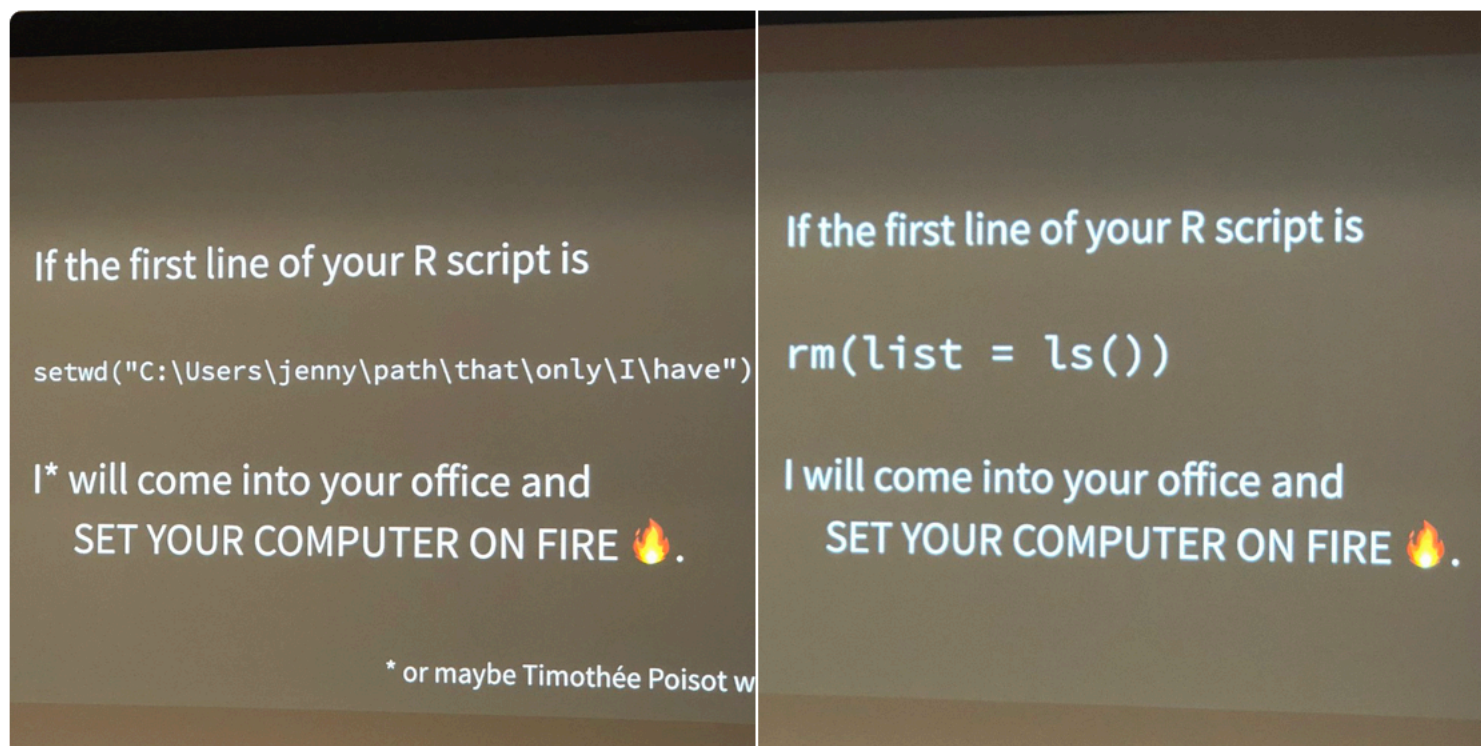 If the first line of your R script is
setwd("C:\Users\jenny\path\that\only\I\have")
I* will come into your office and
SET YOUR COMPUTER ON FIRE 🔥.
* or maybe Timothée Poisot w
If the first line of your R script is
rm(list = ls())
I will come into your office and
SET YOUR COMPUTER ON FIRE 🔥.